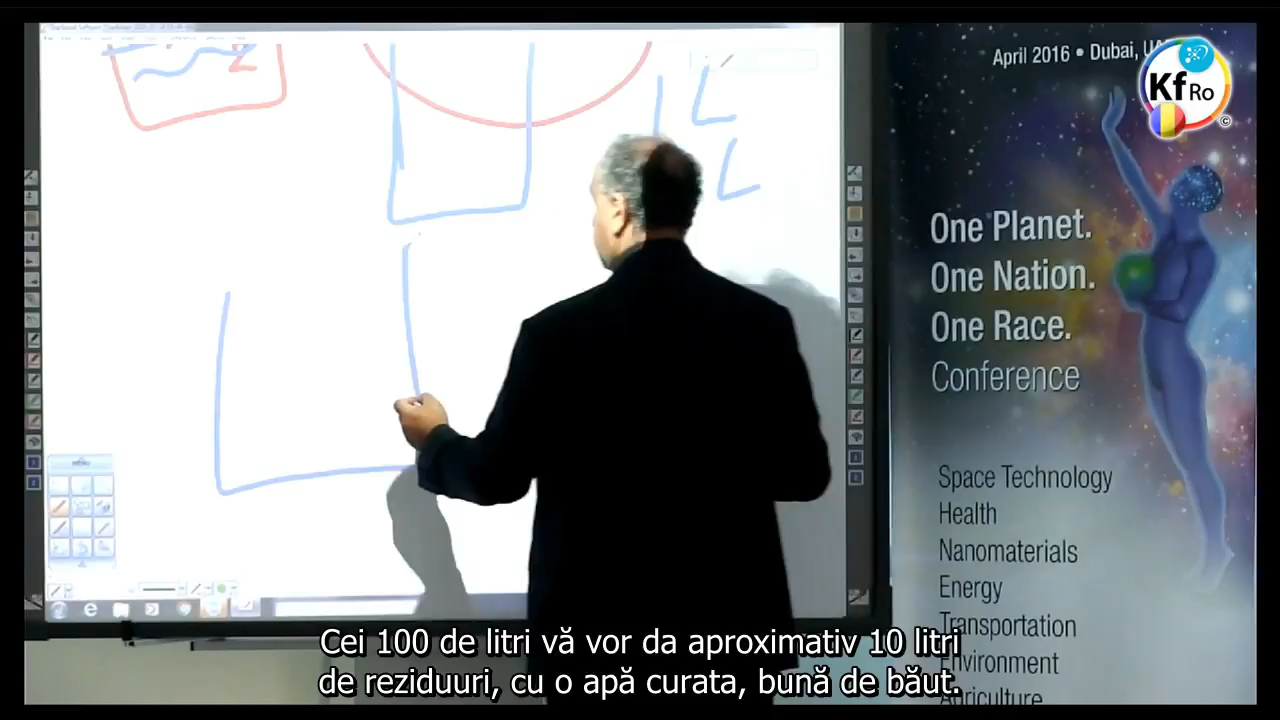 April 2016 • Dubai, UA
Kf Ro
©
One Planet.
One Nation.
One Race.
Conference
Space Technology
Health
Nanomaterials
Energy
Transportation
Environment
Agriculture
L
L
Cei 100 de litri vă vor da aproximativ 10 litri
de reziduuri, cu o apă curata, bună de băut.